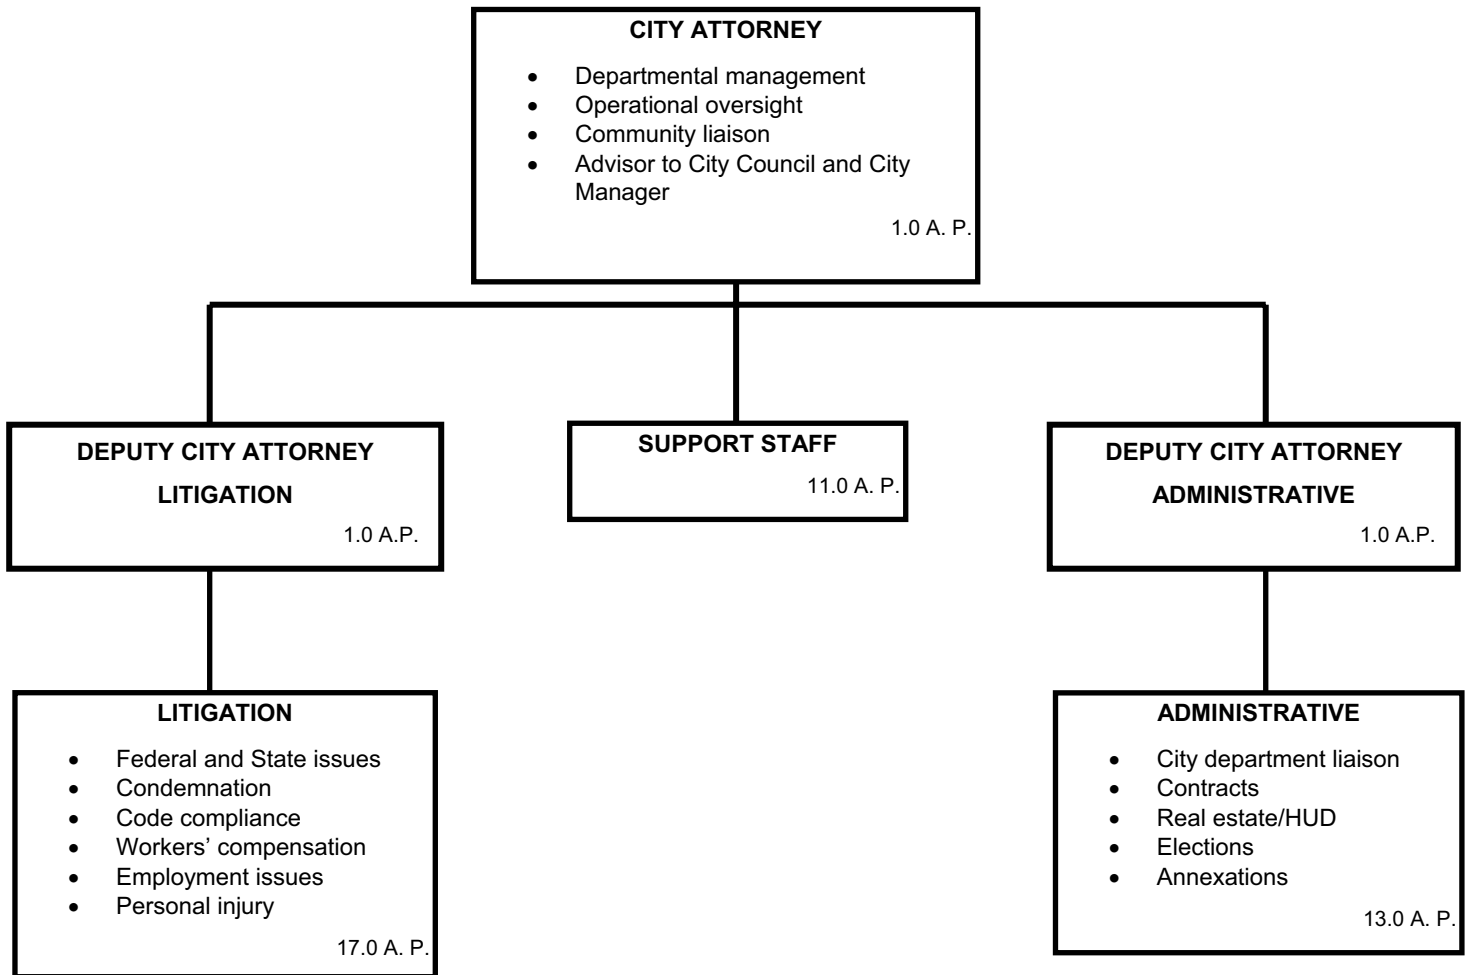 CITY ATTORNEY
• Departmental management
• Operational oversight
• Community liaison
• Advisor to City Council and City
Manager
1.0 A. P.
DEPUTY CITY ATTORNEY
LITIGATION
1.0 A.P.
SUPPORT STAFF
11.0 A. P.
DEPUTY CITY ATTORNEY
ADMINISTRATIVE
1.0 A.P.
LITIGATION
• Federal and State issues
• Condemnation
• Code compliance
• Workers’ compensation
• Employment issues
• Personal injury
17.0 A. P.
ADMINISTRATIVE
• City department liaison
• Contracts
• Real estate/HUD
• Elections
• Annexations
13.0 A. P.